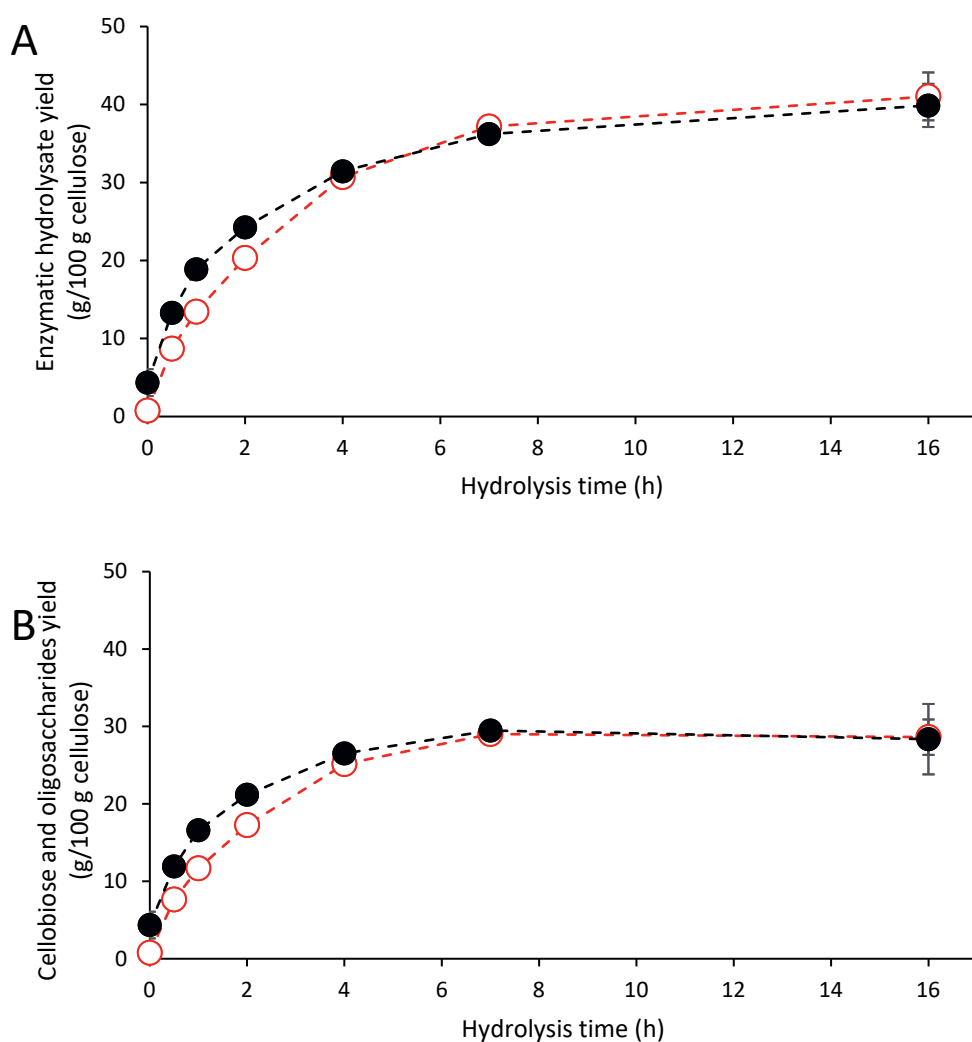 A
Enzymatic hydrolysate yield
(g/100 g cellulose)
50
40
30
20
10
0
0 2 4 6 8 10 12 14 16
Hydrolysis time (h)
B
Cellobiose and oligosaccharides yield
(g/100 g cellulose)
50
40
30
20
10
0
0 2 4 6 8 10 12 14 16
Hydrolysis time (h)